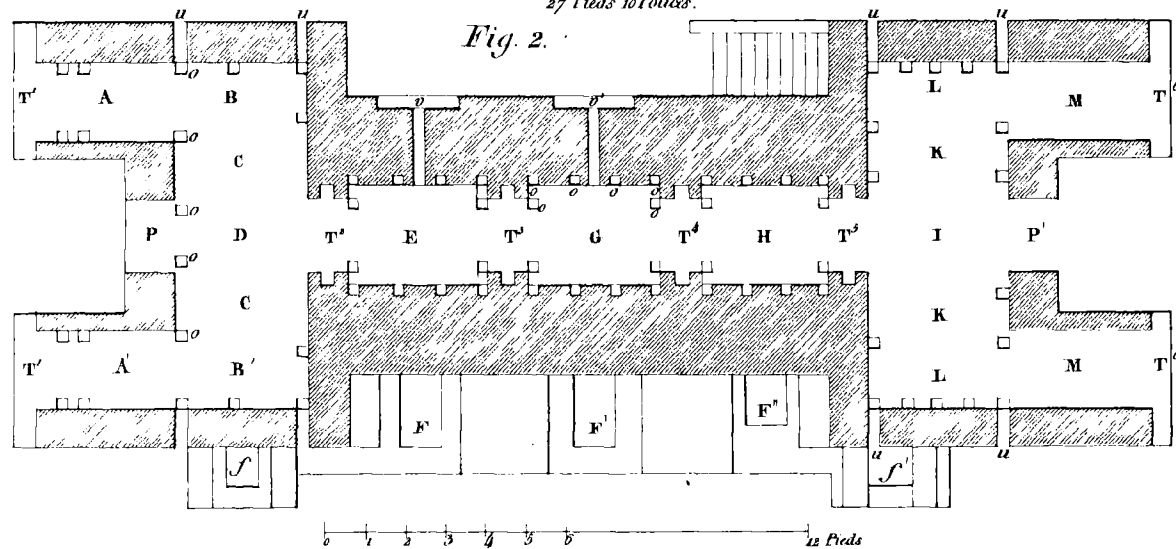 27 Pieds 10 Pouces.
Fig. 2.
u u u u
o L
T' A B v v' M T
o o
C K
o o o o o o
P D T² E T³ G T⁴ H T⁵ I P'
o
C K
o
T' A' B' L M T
F F' F"
f u f' u
0 1 2 3 4 5 6 12 Pieds